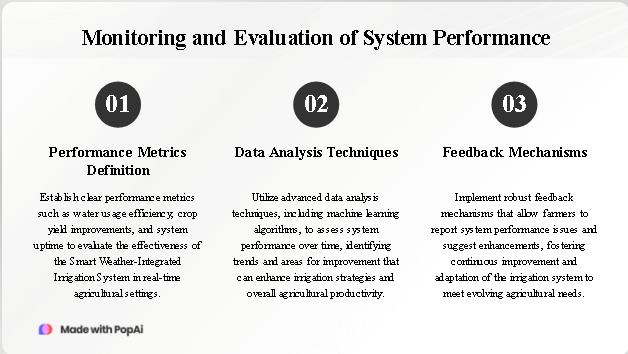 Monitoring and Evaluation of System Performance
01
Performance Metrics
Definition
Establish clear performance metrics
such as water usage efficiency, crop
yield improvements, and system
uptime to evaluate the effectiveness of
the Smart Weather-Integrated
Irrigation System in real-time
agricultural settings.
02
Data Analysis Techniques
Utilize advanced data analysis
techniques, including machine learning
algorithms, to assess system
performance over time, identifying
trends and areas for improvement that
can enhance irrigation strategies and
overall agricultural productivity.
03
Feedback Mechanisms
Implement robust feedback
mechanisms that allow farmers to
report system performance issues and
suggest enhancements, fostering
continuous improvement and
adaptation of the irrigation system to
meet evolving agricultural needs.
Made with PopAi